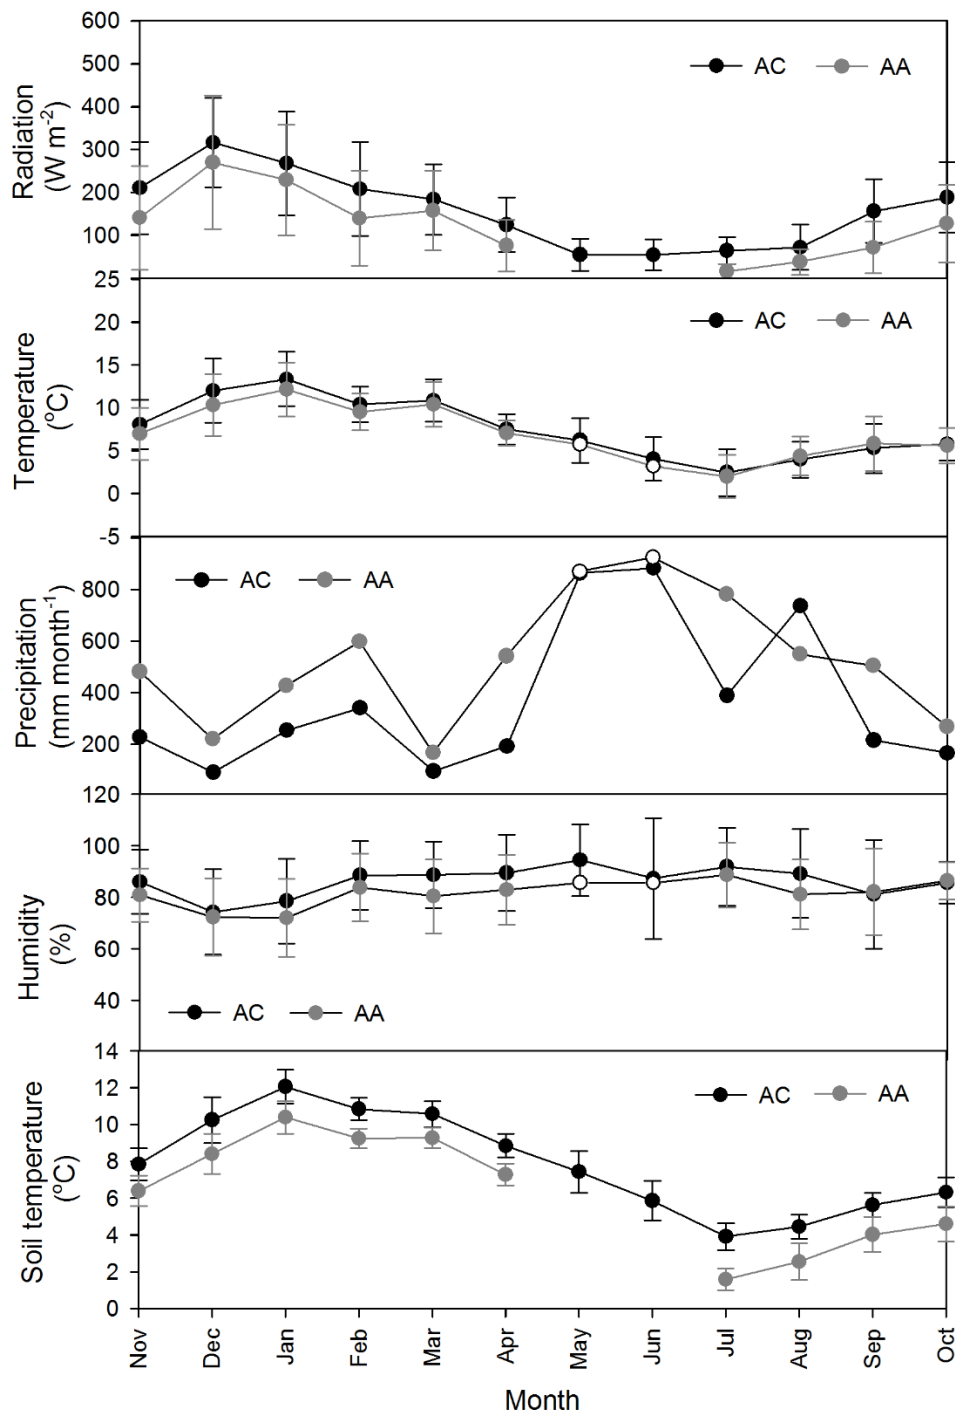 600
500
400
300
200
100
Radiation
(W m-2)
AC
AA
25
20
15
10
5
0
-5
Temperature
(oC)
AC
AA
800
600
400
200
Precipitation
(mm month-1)
AC
AA
120
100
80
60
40
Humidity
(%)
AC
AA
14
12
10
8
6
4
2
0
Soil temperature
(oC)
AC
AA
Nov
Dec
Jan
Feb
Mar
Apr
May
Jun
Jul
Aug
Sep
Oct
Month